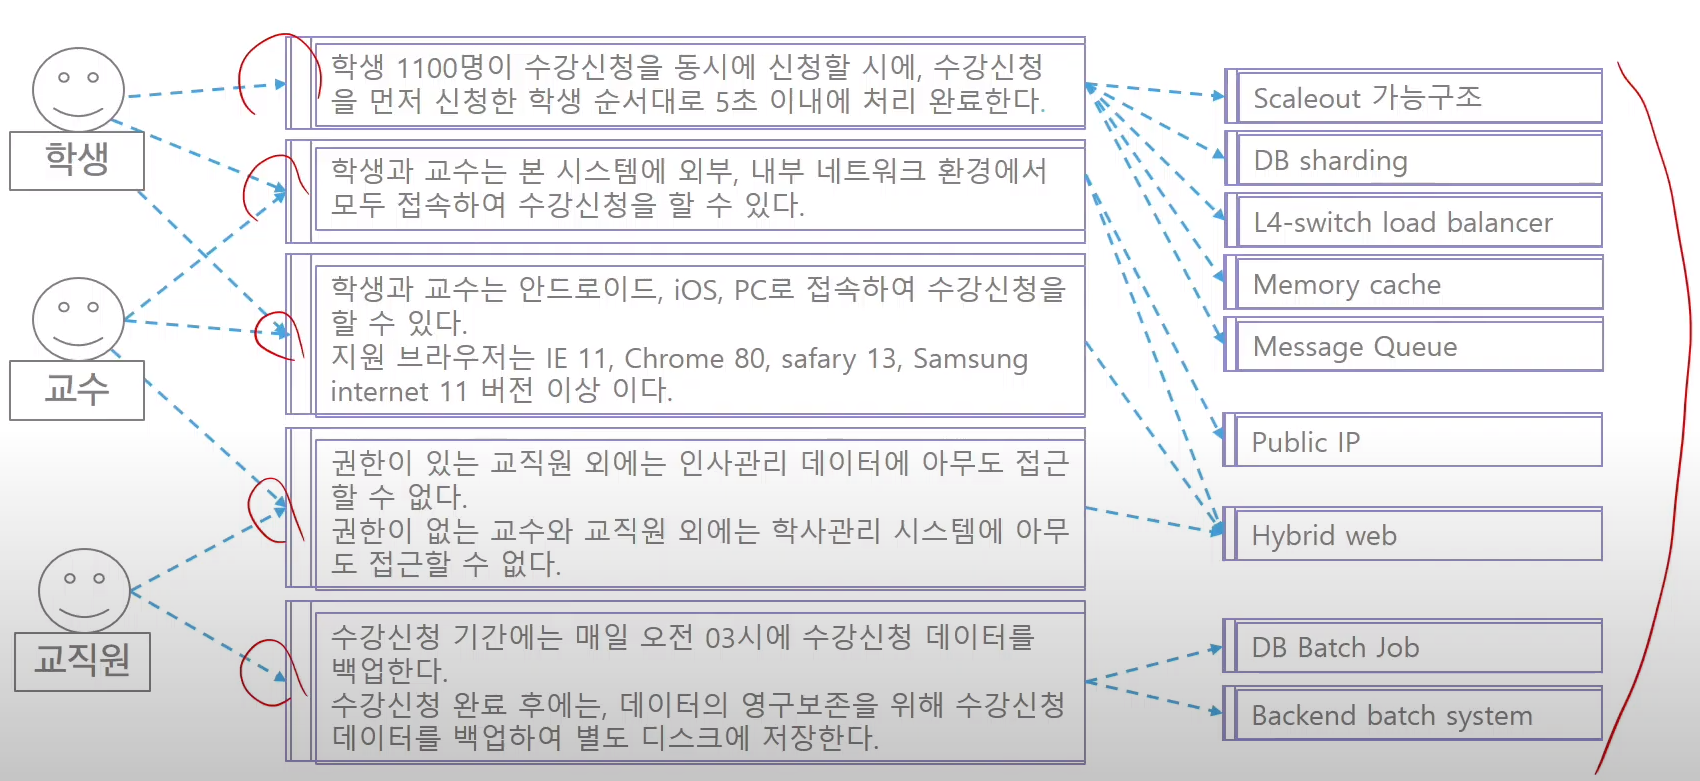 학생
교수
교직원
학생 1100명이 수강신청을 동시에 신청할 시에, 수강신청
을 먼저 신청한 학생 순서대로 5초 이내에 처리 완료한다.
학생과 교수는 본 시스템에 외부, 내부 네트워크 환경에서
모두 접속하여 수강신청을 할 수 있다.
학생과 교수는 안드로이드, iOS, PC로 접속하여 수강신청을
할 수 있다.
지원 브라우저는 IE 11, Chrome 80, safary 13, Samsung
internet 11 버전 이상 이다.
권한이 있는 교직원 외에는 인사관리 데이터에 아무도 접근
할 수 없다.
권한이 없는 교수와 교직원 외에는 학사관리 시스템에 아무
도 접근할 수 없다.
수강신청 기간에는 매일 오전 03시에 수강신청 데이터를
백업한다.
수강신청 완료 후에는, 데이터의 영구보존을 위해 수강신청
데이터를 백업하여 별도 디스크에 저장한다.
Scaleout 가능구조
DB sharding
L4-switch load balancer
Memory cache
Message Queue
Public IP
Hybrid web
DB Batch Job
Backend batch system